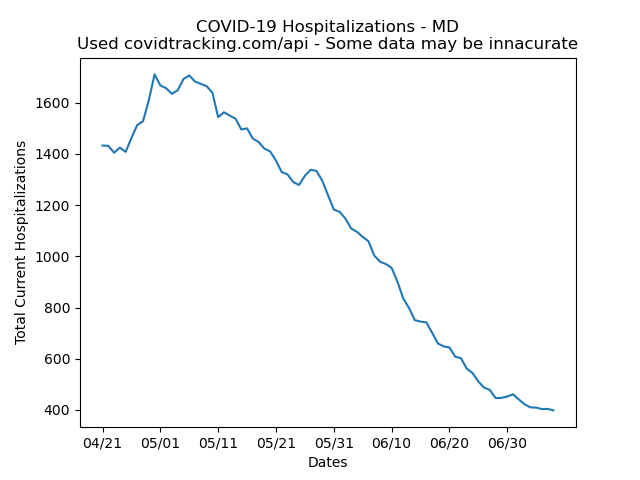 COVID-19 Hospitalizations - MD
Used covidtracking.com/api - Some data may be innacurate
Total Current Hospitalizations
1600
1400
1200
1000
800
600
400
04/21 05/01 05/11 05/21 05/31 06/10 06/20 06/30
Dates